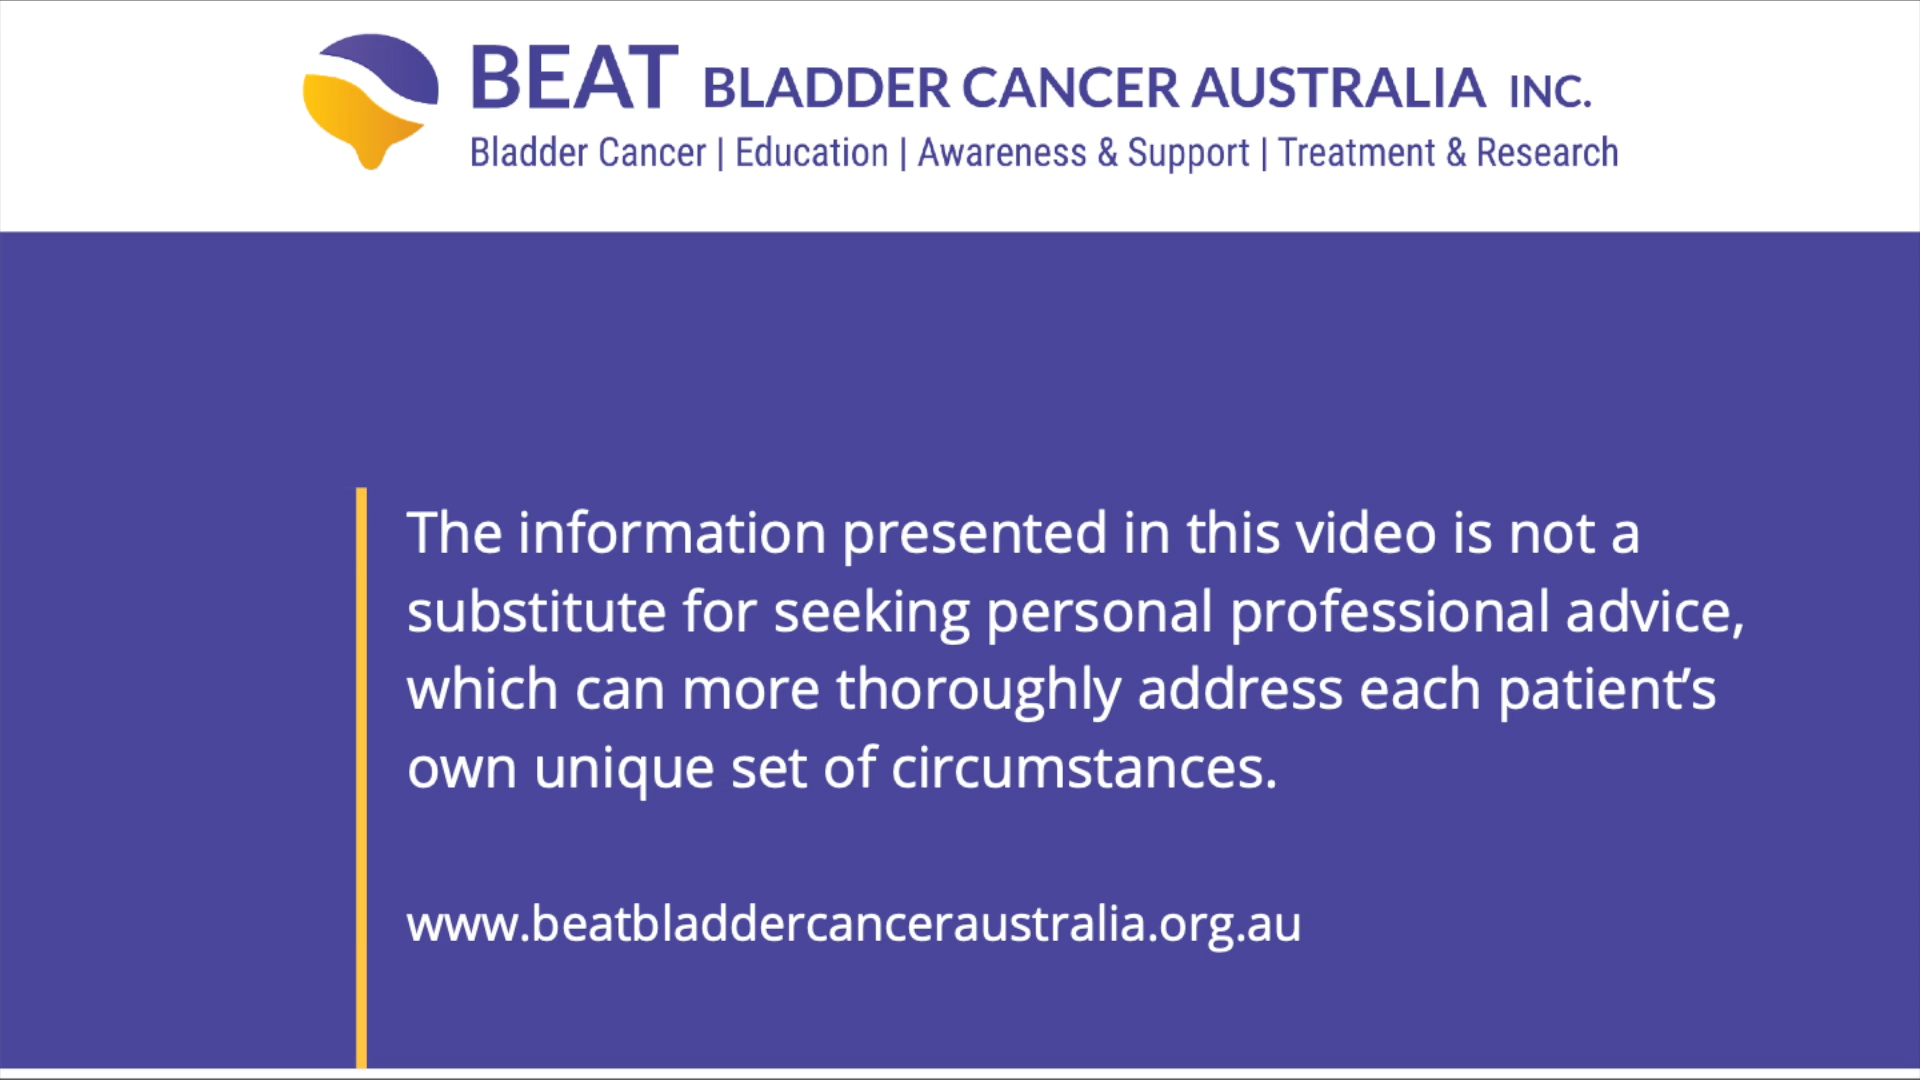 BEAT BLADDER CANCER AUSTRALIA INC.
Bladder Cancer | Education | Awareness & Support | Treatment & Research
The information presented in this video is not a
substitute for seeking personal professional advice,
which can more thoroughly address each patient’s
own unique set of circumstances.
www.beatbladdercanceraustralia.org.au